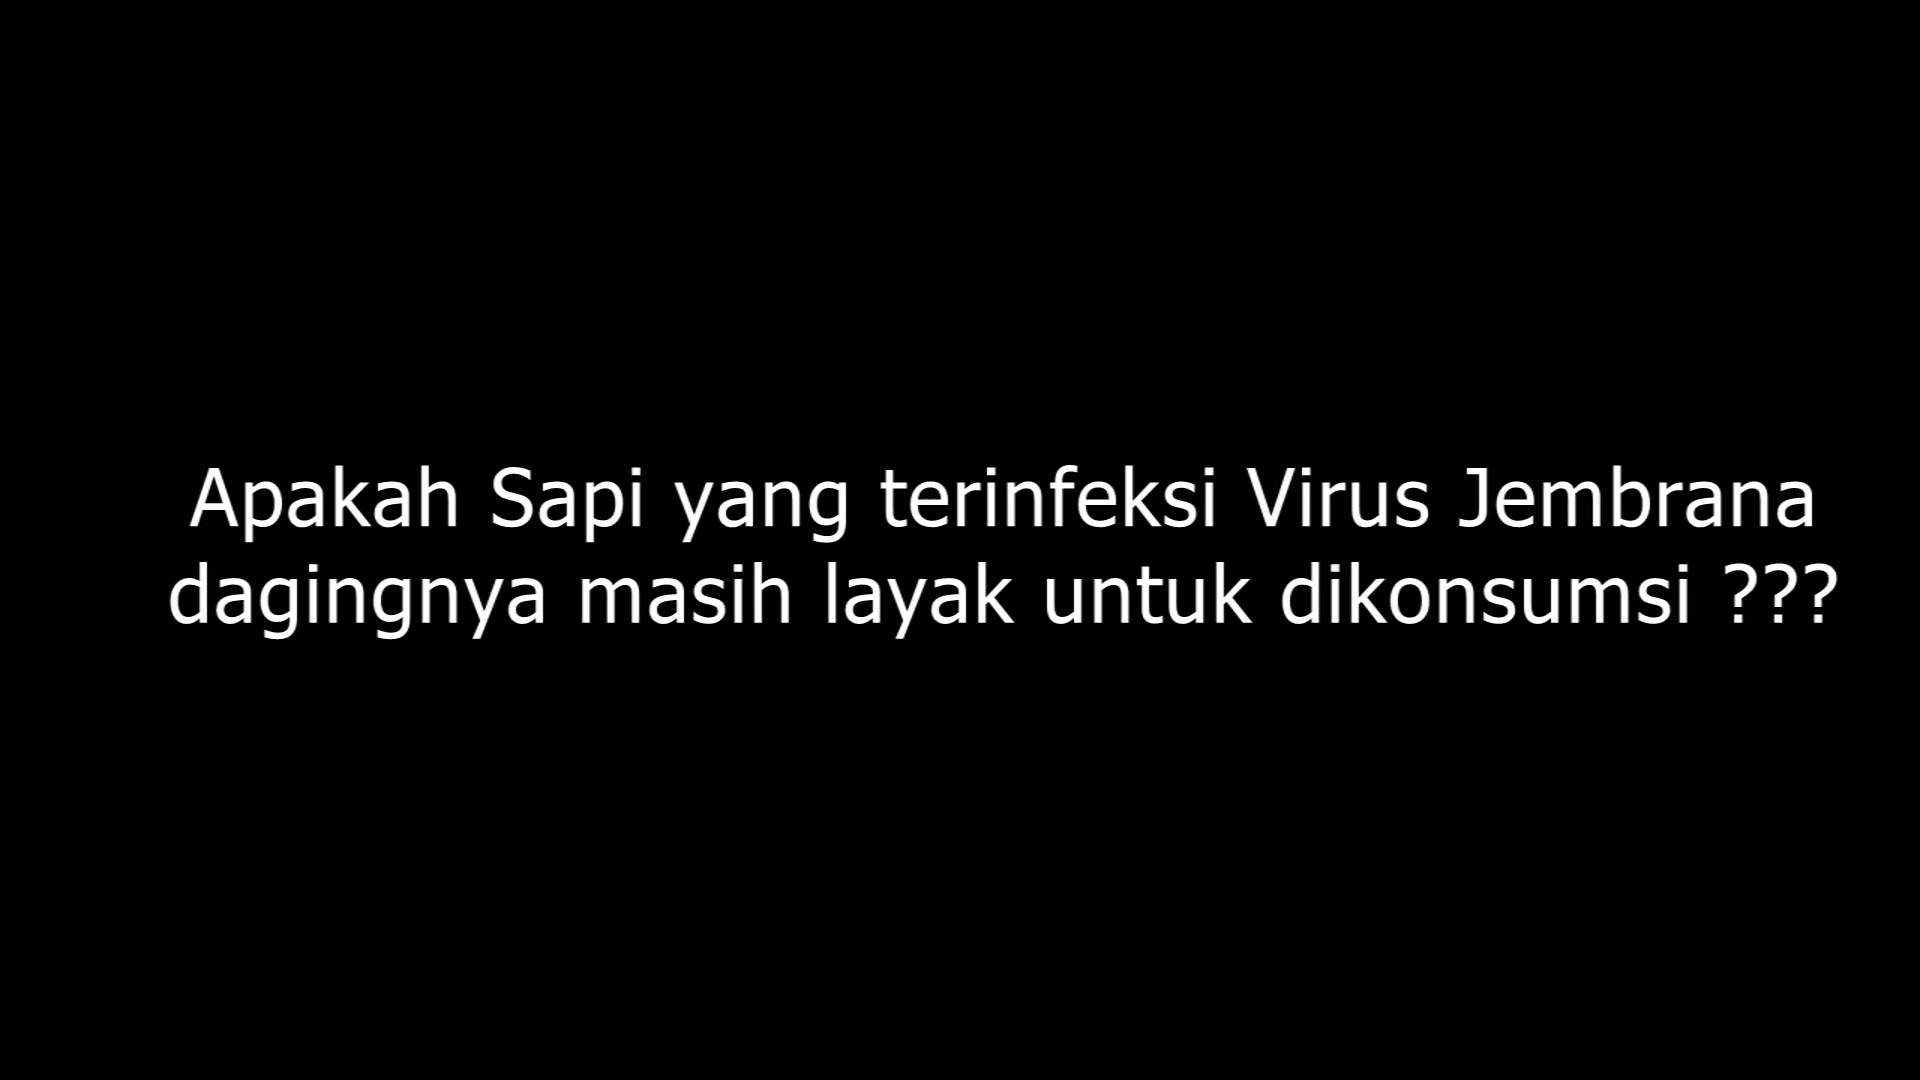 Apakah Sapi yang terinfeksi Virus Jembrana
dagingnya masih layak untuk dikonsumsi ???